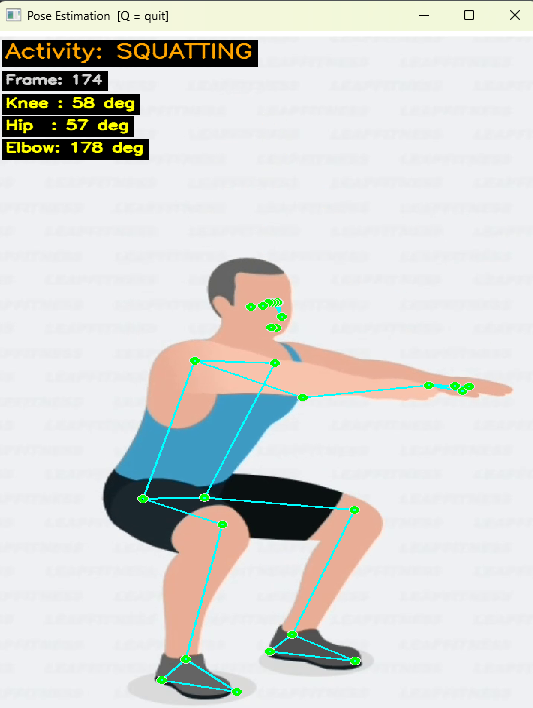 Pose Estimation [Q = quit]
Activity: SQUATTING
Frame: 174
Knee : 58 deg
Hip : 57 deg
Elbow: 178 deg